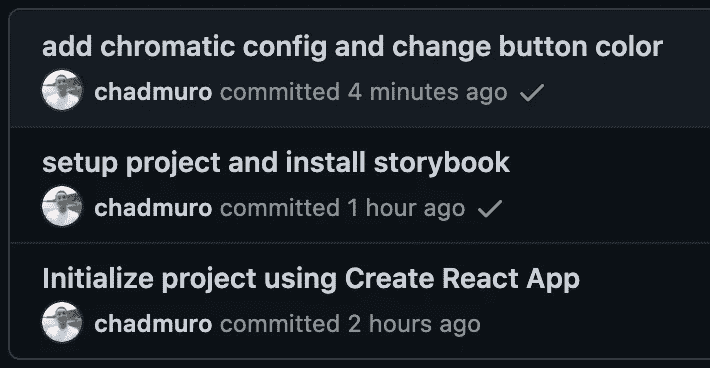 add chromatic config and change button color
chadmuro committed 4 minutes ago
setup project and install storybook
chadmuro committed 1 hour ago
Initialize project using Create React App
chadmuro committed 2 hours ago